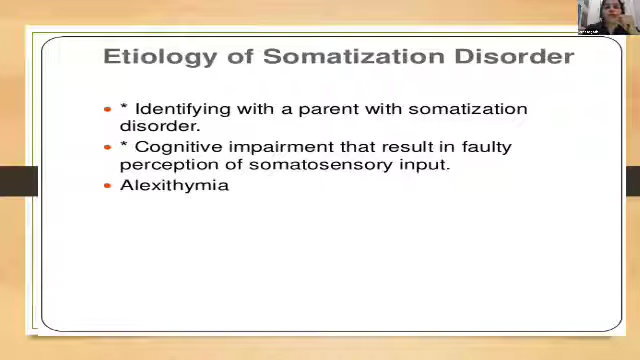 Etiology of Somatization Disorder
• * Identifying with a parent with somatization
disorder.
• * Cognitive impairment that result in faulty
perception of somatosensory input.
• Alexithymia